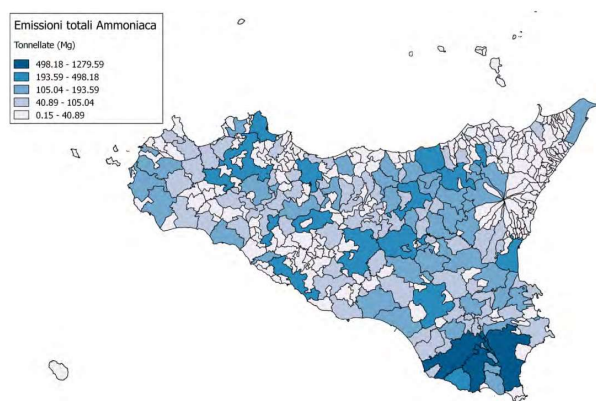 Emissioni totali Ammoniaca
Tonnellate (Mg)
498.18 - 1279.59
193.59 - 498.18
105.04 - 193.59
40.89 - 105.04
0.15 - 40.89